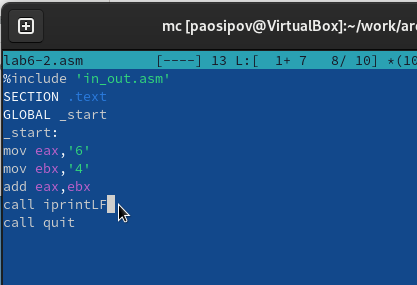 mc [paosipov@VirtualBox]:~/work/ar
lab6-2.asm [----] 13 L:[ 1+ 7 8/ 10] *(10
%include 'in_out.asm'
SECTION .text
GLOBAL _start
_start:
mov eax,'6'
mov ebx,'4'
add eax,ebx
call iprintLF
call quit